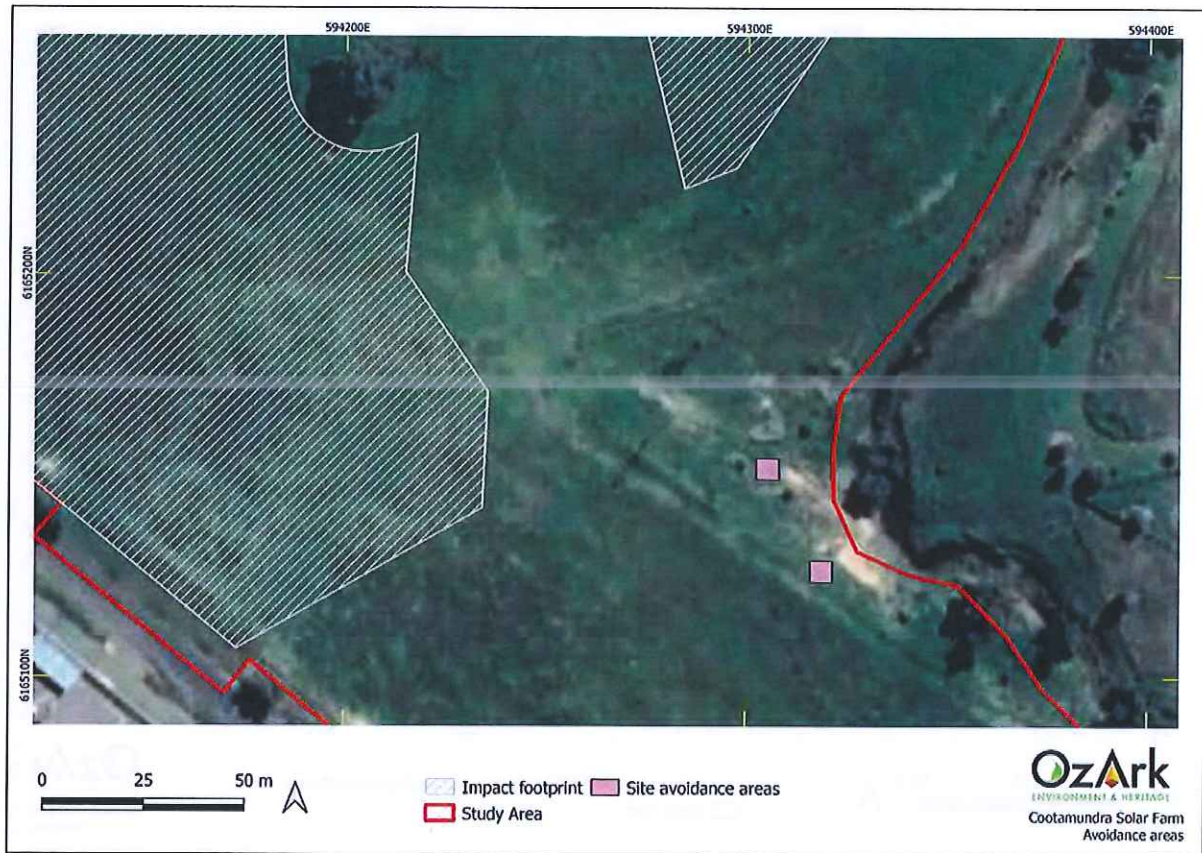 594200E
594300E
594400E
6165200N
6165100N
0 25 50 m
Impact footprint
Site avoidance areas
Study Area
OzArk
ENVIRONMENT & HERITAGE
Cootamundra Solar Farm
Avoidance areas